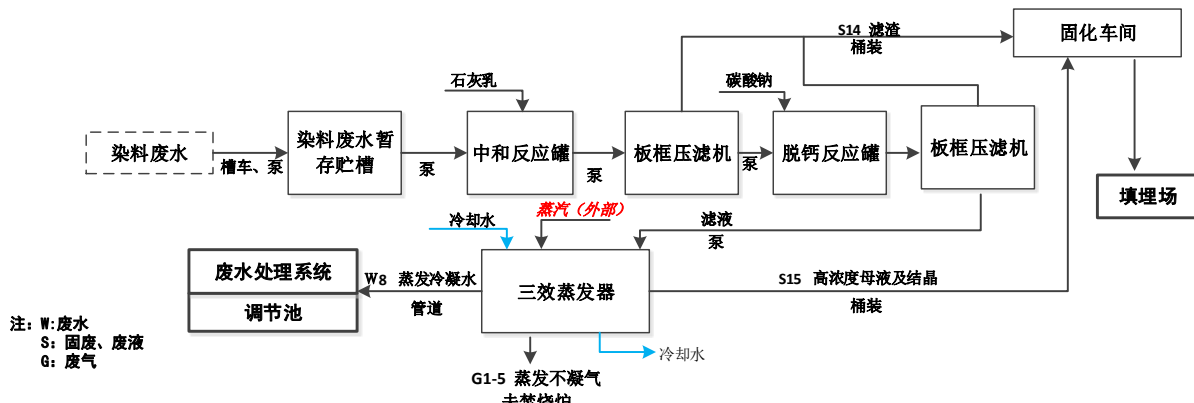 S14 滤渣
桶装
固化车间
石灰乳
碳酸钠
染料废水
槽车、泵
染料废水暂
存贮槽
泵
中和反应罐
泵
板框压滤机
泵
脱钙反应罐
板框压滤机
填埋场
冷却水
蒸汽（外部）
滤液
泵
废水处理系统
调节池
W8 蒸发冷凝水
管道
三效蒸发器
S15 高浓度母液及结晶
桶装
注：W:废水
S：固废、废液
G：废气
冷却水
G1-5 蒸发不凝气
去焚烧炉